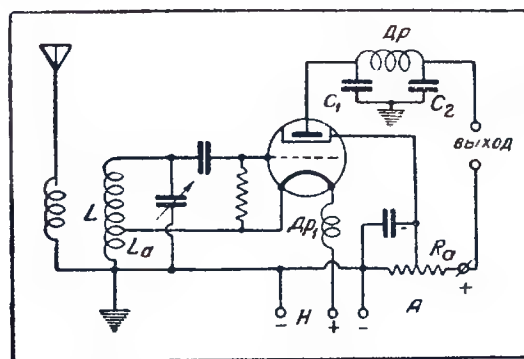 Др
C₁
C₂
выход
L
La
Др₁
Ra
− Н + − А +